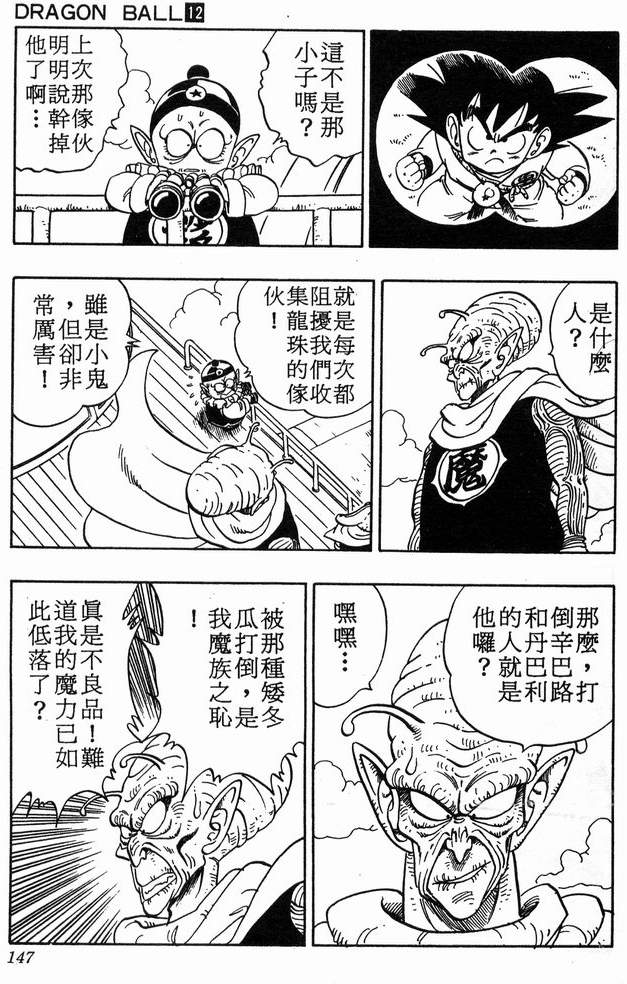 DRAGON BALL 12
這不是那
小子嗎?
上次那傢伙
明明說幹掉
他了啊…
是什麼
人?
魔
就是每次都
阻擾我們收
集龍珠的傢
伙!
雖是小鬼
,但卻非
常厲害!
那麼,打
倒辛巴路
和丹巴利
的人就是
他囉?
嘿嘿…
被那種矮冬
瓜打倒,是
我魔族之恥
!
眞是不良品!難
道我的魔力已如
此低落了?
147